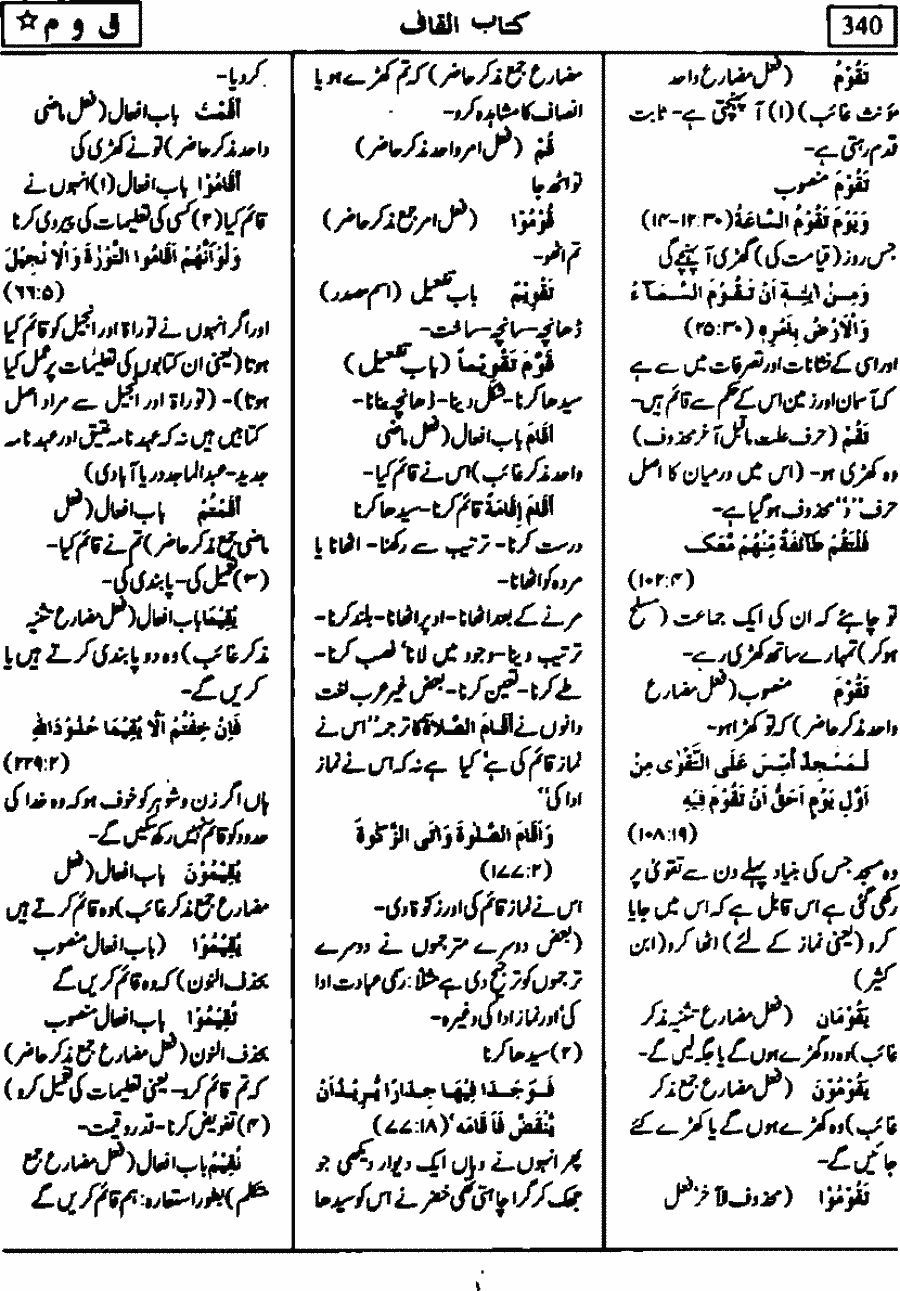 340
كتاب القاف
ق و م ☆
تَقُوْمُ (فعل مضارع واحد
مؤنث غائب) (۱) آ پہنچتی ہے- ثابت
قدم رہتی ہے-
تَقُوْمَ منصوب
وَيَوْمَ تَقُوْمُ السَّاعَةُ (۳۰:۱۲-۱۴)
جس روز (قیامت کی) گھڑی آ پہنچے گی
وَمِنْ ايٰتِهٖ اَنْ تَقُوْمَ السَّمَآءُ
وَالْاَرْضُ بِاَمْرِهٖ (۳۰:۲۵)
اور اسی کے نشانات اور تصرفات میں سے ہے
کہ آسمان اور زمین اس کے حکم سے قائم ہیں-
تَقُمْ (حرف علت ماقبل آخر محذوف)
وہ کھڑی ہو- (اس میں درمیان کا اصل
حرف ”و“ محذوف ہو گیا ہے-
فَلْتَقُمْ طَآئِفَةٌ مِّنْهُمْ مَّعَكَ
(۴:۱۰۲)
تو چاہئے کہ ان کی ایک جماعت (مسلح
ہو کر) تمہارے ساتھ کھڑی رہے-
تَقُوْمَ منصوب (فعل مضارع
واحد مذکر حاضر) کہ تو کھڑا ہو-
لَمَسْجِدٌ اُسِّسَ عَلَى التَّقْوٰى مِنْ
اَوَّلِ يَوْمٍ اَحَقُّ اَنْ تَقُوْمَ فِيْهِ
(۱۰۸:۱۹)
وہ مسجد جس کی بنیاد پہلے دن سے تقویٰ پر
رکھی گئی ہے اس قابل ہے کہ اس میں جایا
کرو (یعنی نماز کے لئے) اٹھا کرو (ابن
کثیر)
يَقُوْمَانِ (فعل مضارع تثنیہ مذکر
غائب) وہ دو کھڑے ہوں گے یا جگہ لیں گے-
يَقُوْمُوْنَ (فعل مضارع جمع مذکر
غائب) وہ کھڑے ہوں گے یا کھڑے کئے
جائیں گے-
تَقُوْمُوْا (محذوف لآ خر فعل
مضارع جمع مذکر حاضر) کہ تم کھڑے ہو یا
انصاف کا مشاہدہ کرو-
قُمْ (فعل امر واحد مذکر حاضر)
تو اٹھ جا
قُوْمُوْا (فعل امر جمع مذکر حاضر)
تم اٹھو-
تَقْوِيْمٌ باب تفعیل (اسم مصدر)
ڈھانچہ- سانچہ- ساخت-
قَوَّمَ تَقْوِيْماً (باب تفعیل)
سیدھا کرنا- شکل دینا- ڈھانچہ بنانا-
اَقَامَ باب افعال (فعل ماضی
واحد مذکر غائب) اس نے قائم کیا-
اَقَامَ اِقَامَةً قائم کرنا- سیدھا کرنا
درست کرنا- ترتیب سے رکھنا- اٹھانا یا
مردہ کو اٹھانا-
مرنے کے بعد اٹھانا- اوپر اٹھانا- بلند کرنا-
ترتیب دینا- وجود میں لانا‘ نصب کرنا-
طے کرنا- تعین کرنا- بعض غیر عرب لغت
دانوں نے اَقَامَ الصَّلَاةَ کا ترجمہ ”اس نے
نماز قائم کی ہے‘ کیا ہے نہ کہ اس نے نماز
ادا کی“
وَاَقَامَ الصَّلٰوةَ وَاٰتَى الزَّكٰوةَ
(۲:۱۷۷)
اس نے نماز قائم کی اور زکوٰۃ دی-
(بعض دوسرے مترجموں نے دوسرے
ترجموں کو ترجیح دی ہے مثلاً: رسمی عبادت ادا
کی‘ اور نماز ادا کی وغیرہ-
(۲) سیدھا کرنا
فَوَجَدَا فِيْهَا جِدَارًا يُّرِيْدُاَنْ
يَّنْقَضَّ فَاَقَامَهٗ‘ (۱۸:۷۷)
پھر انہوں نے وہاں ایک دیوار دیکھی جو
جھک کر گرا چاہتی تھی خضر نے اس کو سیدھا
کر دیا-
اَقَمْتَ باب افعال (فعل ماضی
واحد مذکر حاضر) تو نے کھڑی کی
اَقَامُوْا باب افعال (۱) انہوں نے
قائم کیا (۲) کسی کی تعلیمات کی پیروی کرنا
وَلَوْاَنَّهُمْ اَقَامُوا التَّوْرٰةَ وَالْاِنْجِيْلَ
(۵:۶۶)
اور اگر انہوں نے توراۃ اور انجیل کو قائم کیا
ہوتا (یعنی ان کتابوں کی تعلیمات پر عمل کیا
ہوتا)- (توراۃ اور انجیل سے مراد اصل
کتابیں ہیں نہ کہ عہد نامہ عتیق اور عہد نامہ
جدید- عبدالماجد دریا آبادی)
اَقَمْتُمْ باب افعال (فعل
ماضی جمع مذکر حاضر) تم نے قائم کیا-
(۳) تعمیل کی- پابندی کی-
يُقِيْمَا باب افعال (فعل مضارع تثنیہ
مذکر غائب) وہ دو پابندی کرتے ہیں یا
کریں گے-
فَاِنْ خِفْتُمْ اَلَّا يُقِيْمَا حُدُوْدَاللّٰهِ
(۲:۲۲۹)
ہاں اگر زن و شوہر کو خوف ہو کہ وہ خدا کی
حدود کو قائم نہیں رکھ سکیں گے-
يُقِيْمُوْنَ باب افعال (فعل
مضارع جمع مذکر غائب) وہ قائم کرتے ہیں
يُقِيْمُوْا (باب افعال منصوب
بحذف النون) کہ وہ قائم کریں گے
تُقِيْمُوْا باب افعال منصوب
بحذف النون (فعل مضارع جمع مذکر حاضر)
کہ تم قائم کرو- یعنی تعلیمات کی تعمیل کرو)
(۴) تفویض کرنا- قدر و قیمت-
نُقِيْمُ باب افعال (فعل مضارع جمع
متکلم) بطور استعارہ: ہم قائم کریں گے